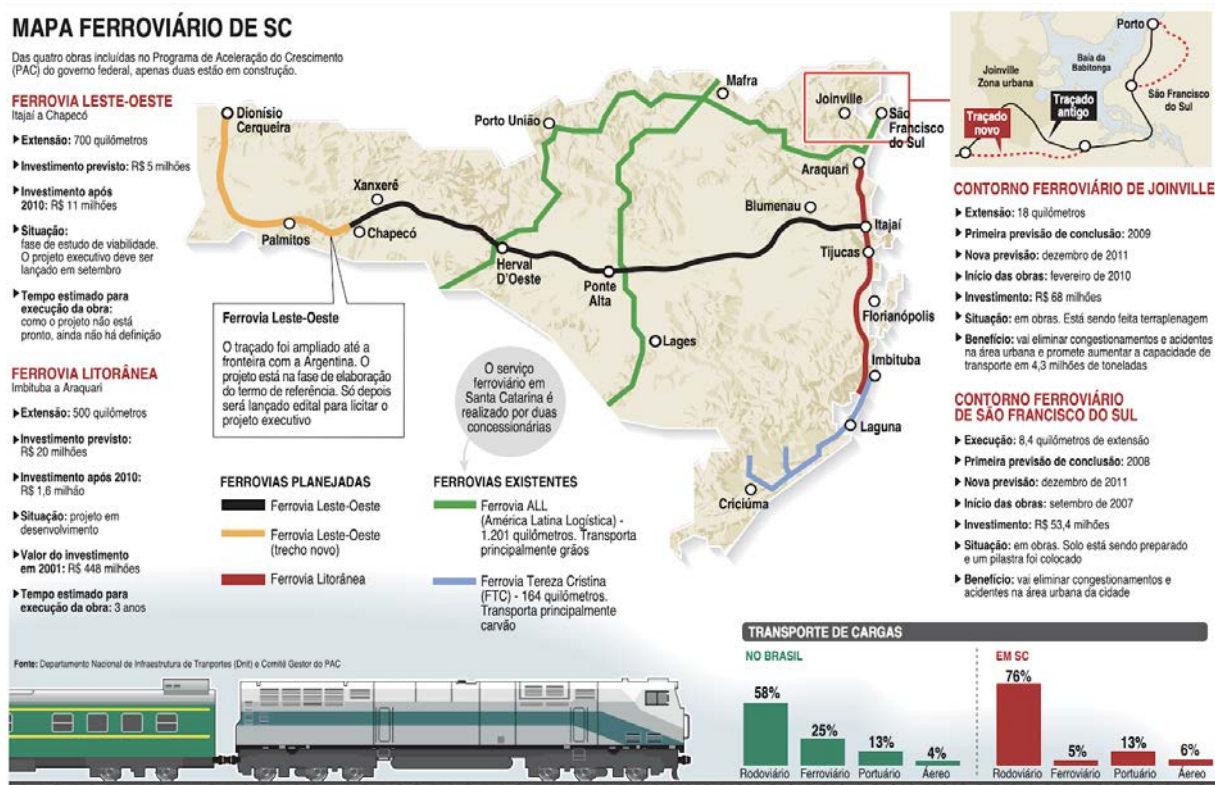 MAPA FERROVIÁRIO DE SC
Das quatro obras incluídas no Programa de Aceleração do Crescimento
(PAC) do governo federal, apenas duas estão em construção.
FERROVIA LESTE-OESTE
Itajaí a Chapecó
Extensão: 700 quilômetros
Investimento previsto: R$ 5 milhões
Investimento após
2010: R$ 11 milhões
Situação:
fase de estudo de viabilidade.
O projeto executivo deve ser
lançado em setembro
Tempo estimado para
execução da obra:
como o projeto não está
pronto, ainda não há definição
FERROVIA LITORÂNEA
Imbituba a Araquari
Extensão: 500 quilômetros
Investimento previsto:
R$ 20 milhões
Investimento após 2010:
R$ 1,6 milhão
Situação: projeto em
desenvolvimento
Valor do investimento
em 2001: R$ 448 milhões
Tempo estimado para
execução da obra: 3 anos
Dionísio
Cerqueira
Porto União
Mafra
Joinville
São
Francisco
do Sul
Araquari
Xanxerê
Blumenau
Itajaí
Palmitos
Chapecó
Tijucas
Herval
D'Oeste
Ponte
Alta
Florianópolis
Lages
Imbituba
Laguna
Criciúma
Ferrovia Leste-Oeste
O traçado foi ampliado até a
fronteira com a Argentina. O
projeto está na fase de elaboração
do termo de referência. Só depois
será lançado edital para licitar o
projeto executivo
O serviço
ferroviário em
Santa Catarina é
realizado por duas
concessionárias
FERROVIAS PLANEJADAS
Ferrovia Leste-Oeste
Ferrovia Leste-Oeste
(trecho novo)
Ferrovia Litorânea
FERROVIAS EXISTENTES
Ferrovia ALL
(América Latina Logística) -
1.201 quilômetros. Transporta
principalmente grãos
Ferrovia Tereza Cristina
(FTC) - 164 quilômetros.
Transporta principalmente
carvão
Porto
Baía da
Babitonga
Joinville
Zona urbana
São Francisco
do Sul
Traçado
antigo
Traçado
novo
CONTORNO FERROVIÁRIO DE JOINVILLE
Extensão: 18 quilômetros
Primeira previsão de conclusão: 2009
Nova previsão: dezembro de 2011
Início das obras: fevereiro de 2010
Investimento: R$ 68 milhões
Situação: em obras. Está sendo feita terraplenagem
Benefício: vai eliminar congestionamentos e acidentes
na área urbana e promete aumentar a capacidade de
transporte em 4,3 milhões de toneladas
CONTORNO FERROVIÁRIO
DE SÃO FRANCISCO DO SUL
Execução: 8,4 quilômetros de extensão
Primeira previsão de conclusão: 2008
Nova previsão: dezembro de 2011
Início das obras: setembro de 2007
Investimento: R$ 53,4 milhões
Situação: em obras. Solo está sendo preparado
e um pilastra foi colocado
Benefício: vai eliminar congestionamentos e
acidentes na área urbana da cidade
Fonte: Departamento Nacional de Infraestrutura de Tranportes (Dnit) e Comitê Gestor do PAC
TRANSPORTE DE CARGAS
NO BRASIL
58%
25%
13%
4%
Rodoviário Ferroviário Portuário Áereo
EM SC
76%
5%
13%
6%
Rodoviário Ferroviário Portuário Áereo